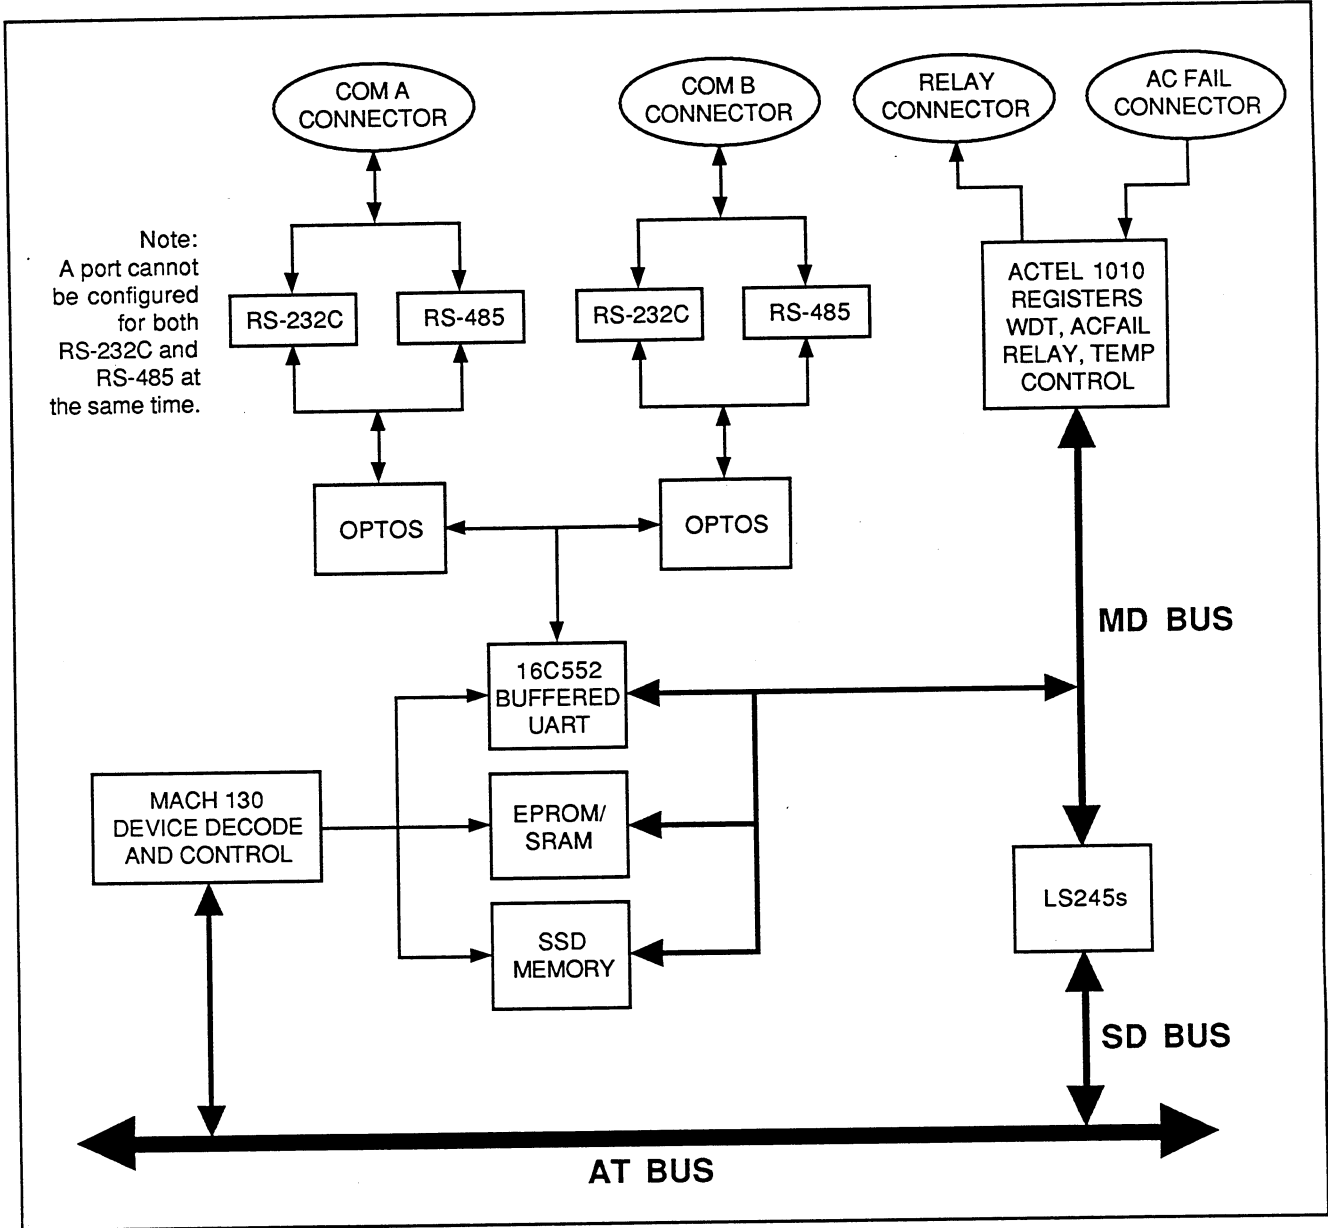 COM A
CONNECTOR
COM B
CONNECTOR
RELAY
CONNECTOR
AC FAIL
CONNECTOR
Note:
A port cannot
be configured
for both
RS-232C and
RS-485 at
the same time.
RS-232C
RS-485
RS-232C
RS-485
ACTEL 1010
REGISTERS
WDT, ACFAIL
RELAY, TEMP
CONTROL
OPTOS
OPTOS
MD BUS
16C552
BUFFERED
UART
MACH 130
DEVICE DECODE
AND CONTROL
EPROM/
SRAM
LS245s
SSD
MEMORY
SD BUS
AT BUS